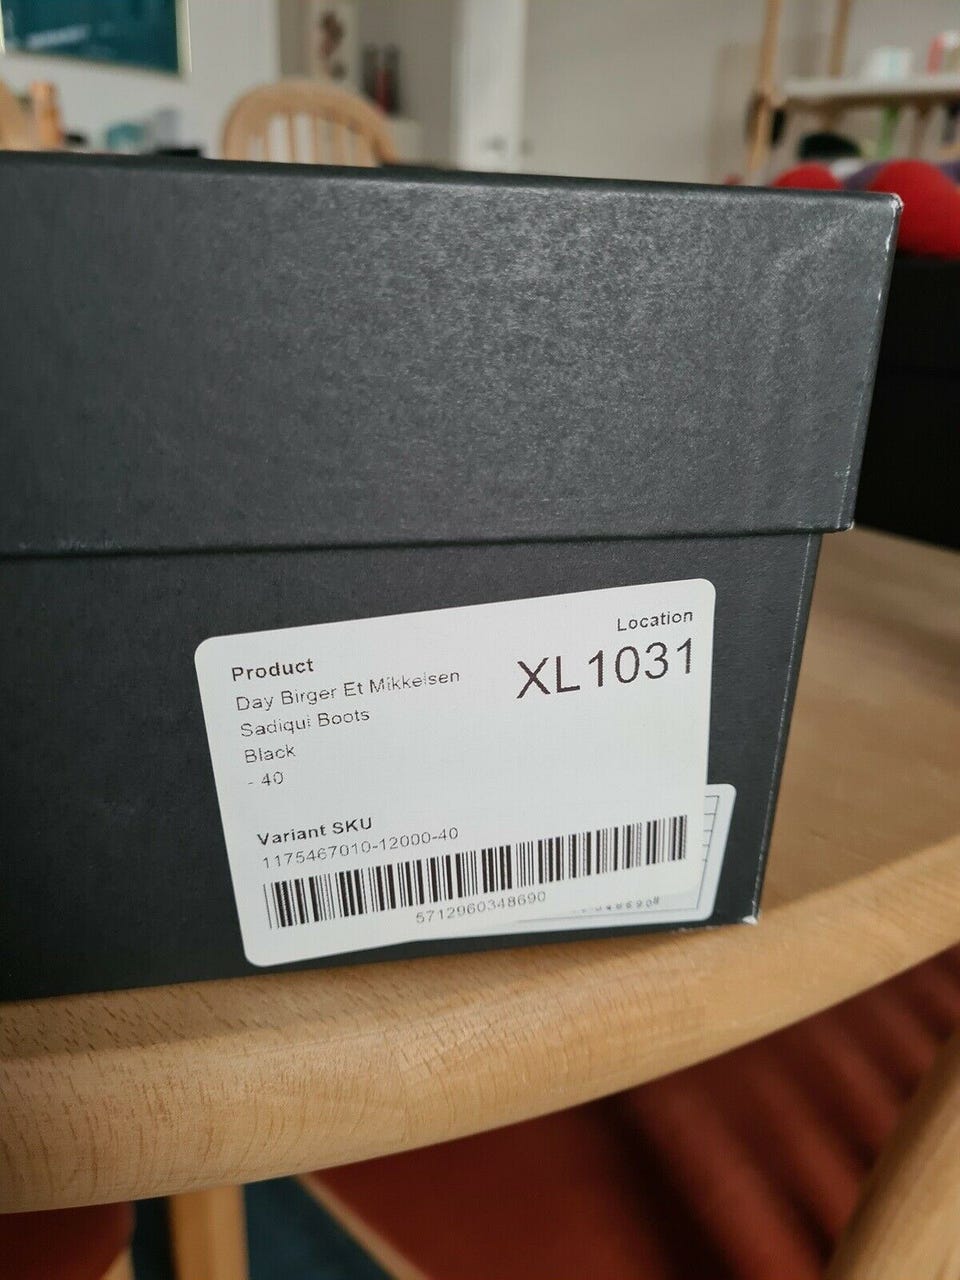 Location
XL1031
Product
Day Birger Et Mikkelsen
Sadiqui Boots
Black
- 40
Variant SKU
1175467010-12000-40
5712960348690